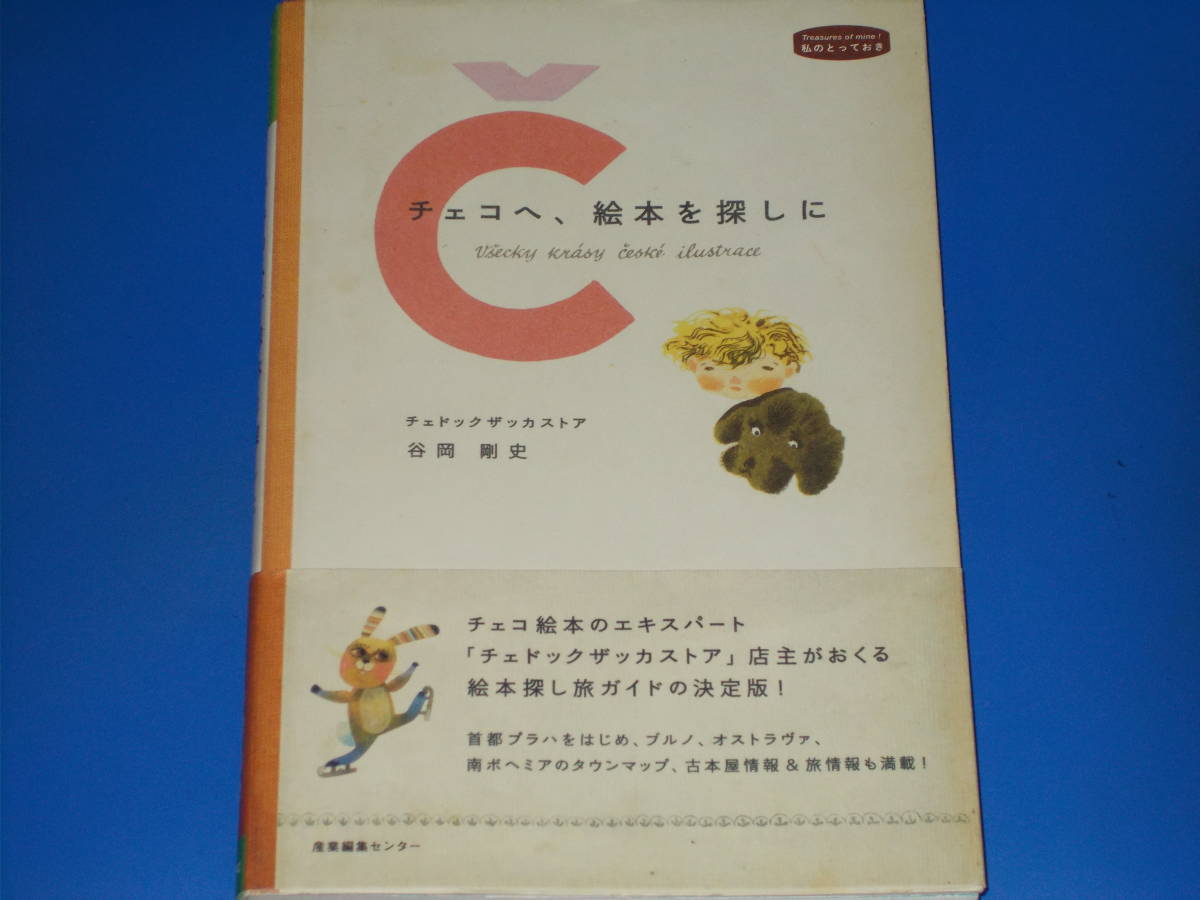 Treasures of mine !
私のとっておき
Č
チェコへ、絵本を探しに
Všecky krásy české ilustrace
チェドックザッカストア
谷岡 剛史
チェコ絵本のエキスパート
「チェドックザッカストア」店主がおくる
絵本探し旅ガイドの決定版！
首都プラハをはじめ、ブルノ、オストラヴァ、
南ボヘミアのタウンマップ、古本屋情報＆旅情報も満載！
産業編集センター